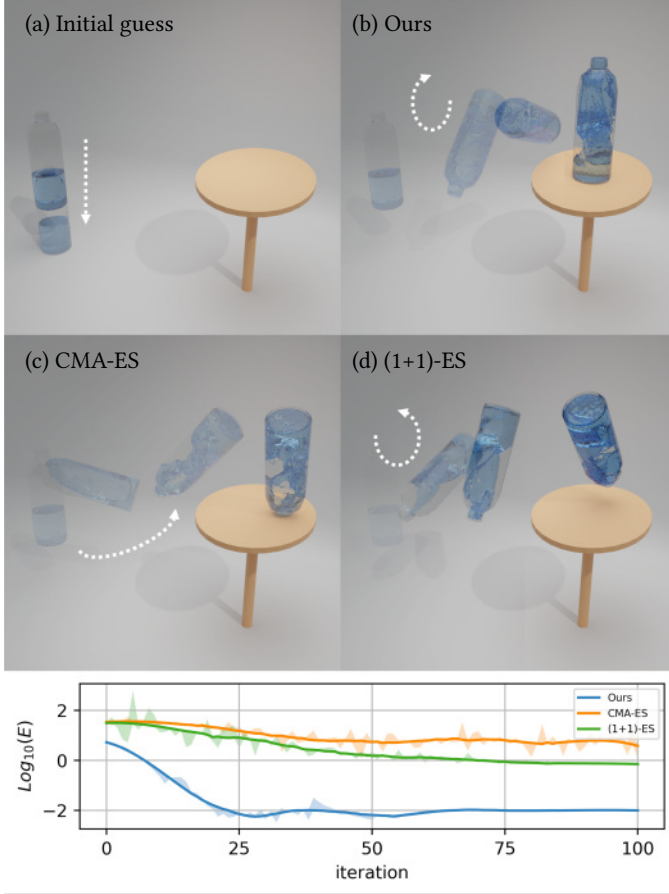 (a) Initial guess
(b) Ours
(c) CMA-ES
(d) (1+1)-ES
Log₁₀(E)
2
0
−2
Ours
CMA-ES
(1+1)-ES
0
25
50
75
100
iteration